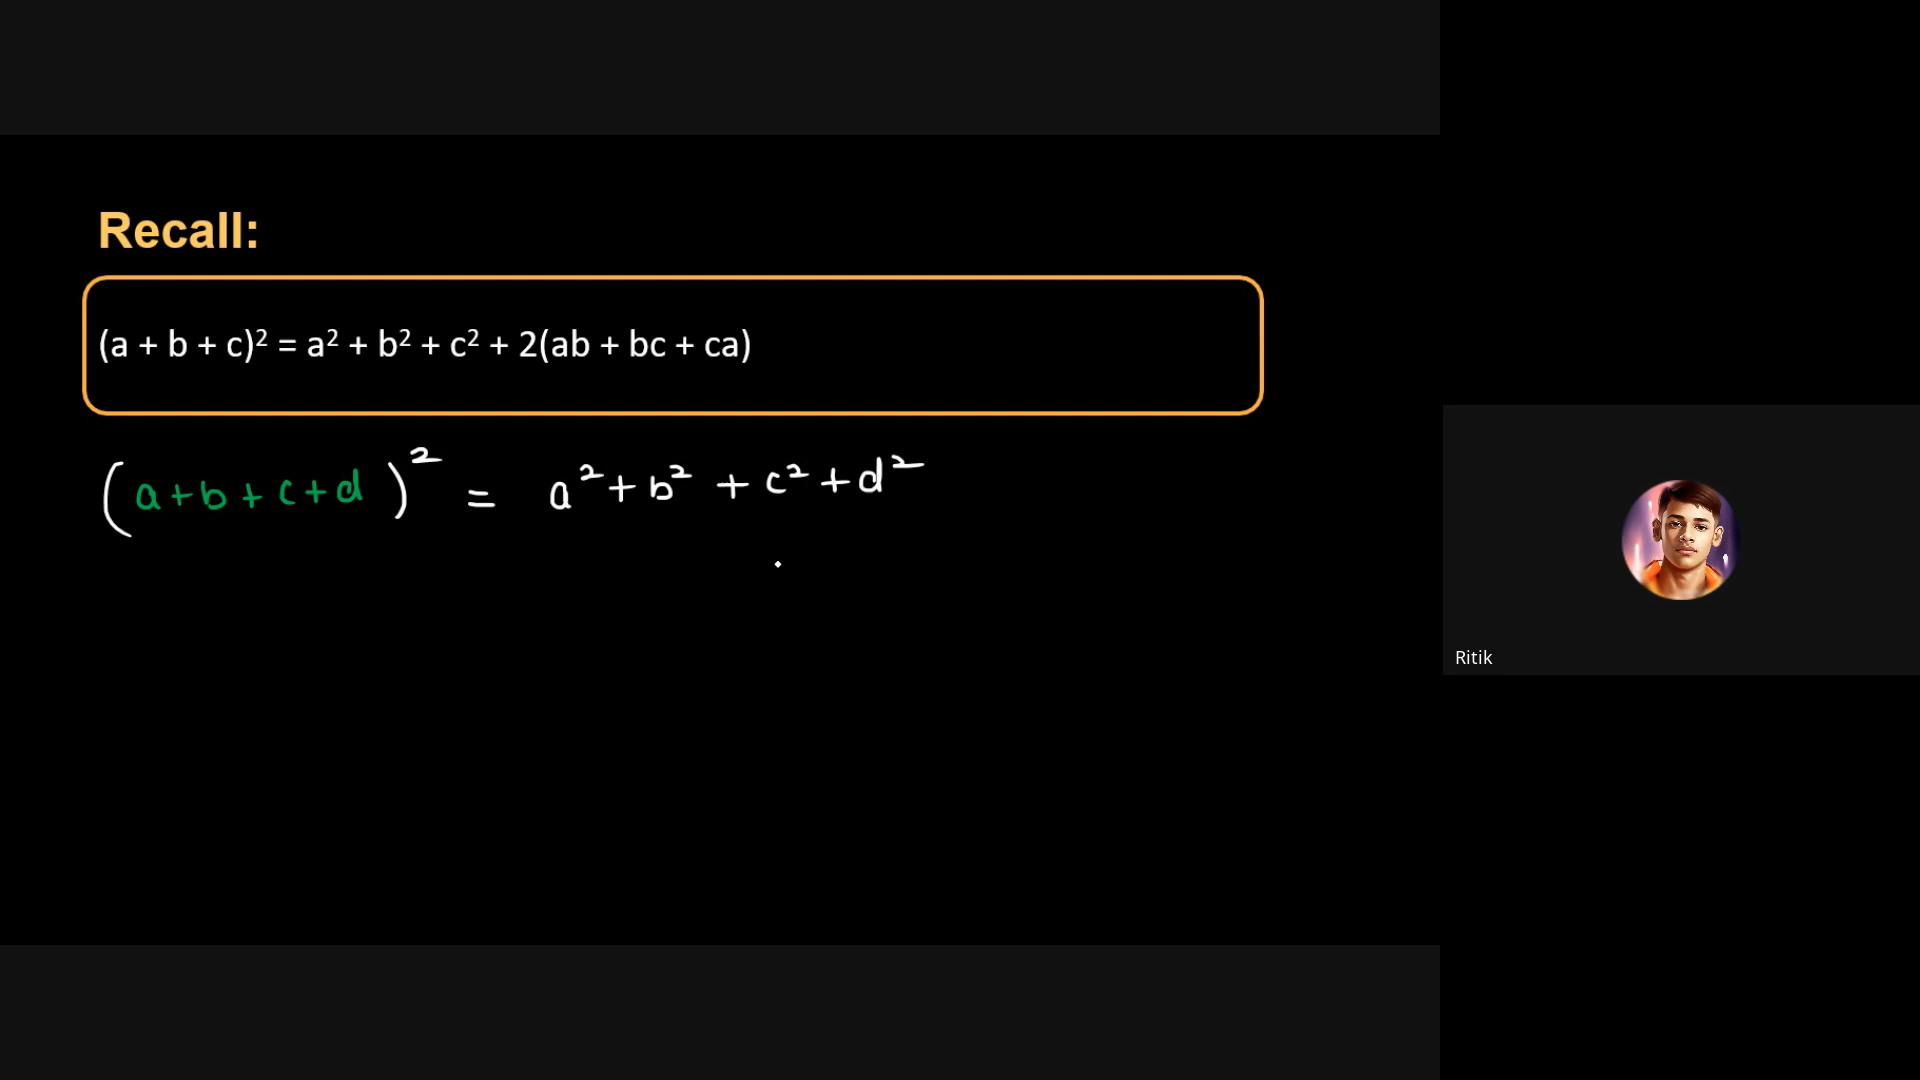 Recall:
(a + b + c)² = a² + b² + c² + 2(ab + bc + ca)
(a+b+c+d)² = a²+b²+c²+d²
Ritik